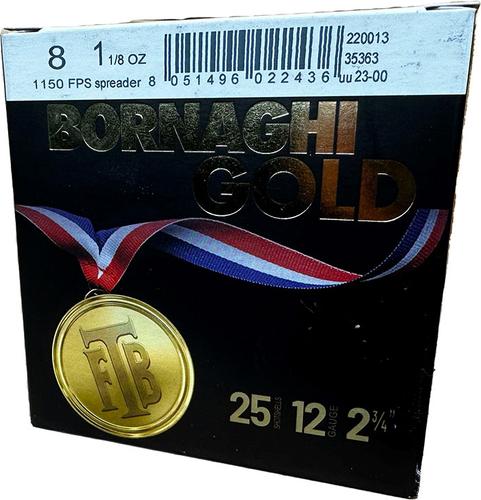 8 1 1/8 OZ
1150 FPS spreader
8 051496 022436
220013
35363
uu 23-00
BORNAGHI
GOLD
FTB
25 SHOTSHELLS 12 GAUGE 2 3/4"